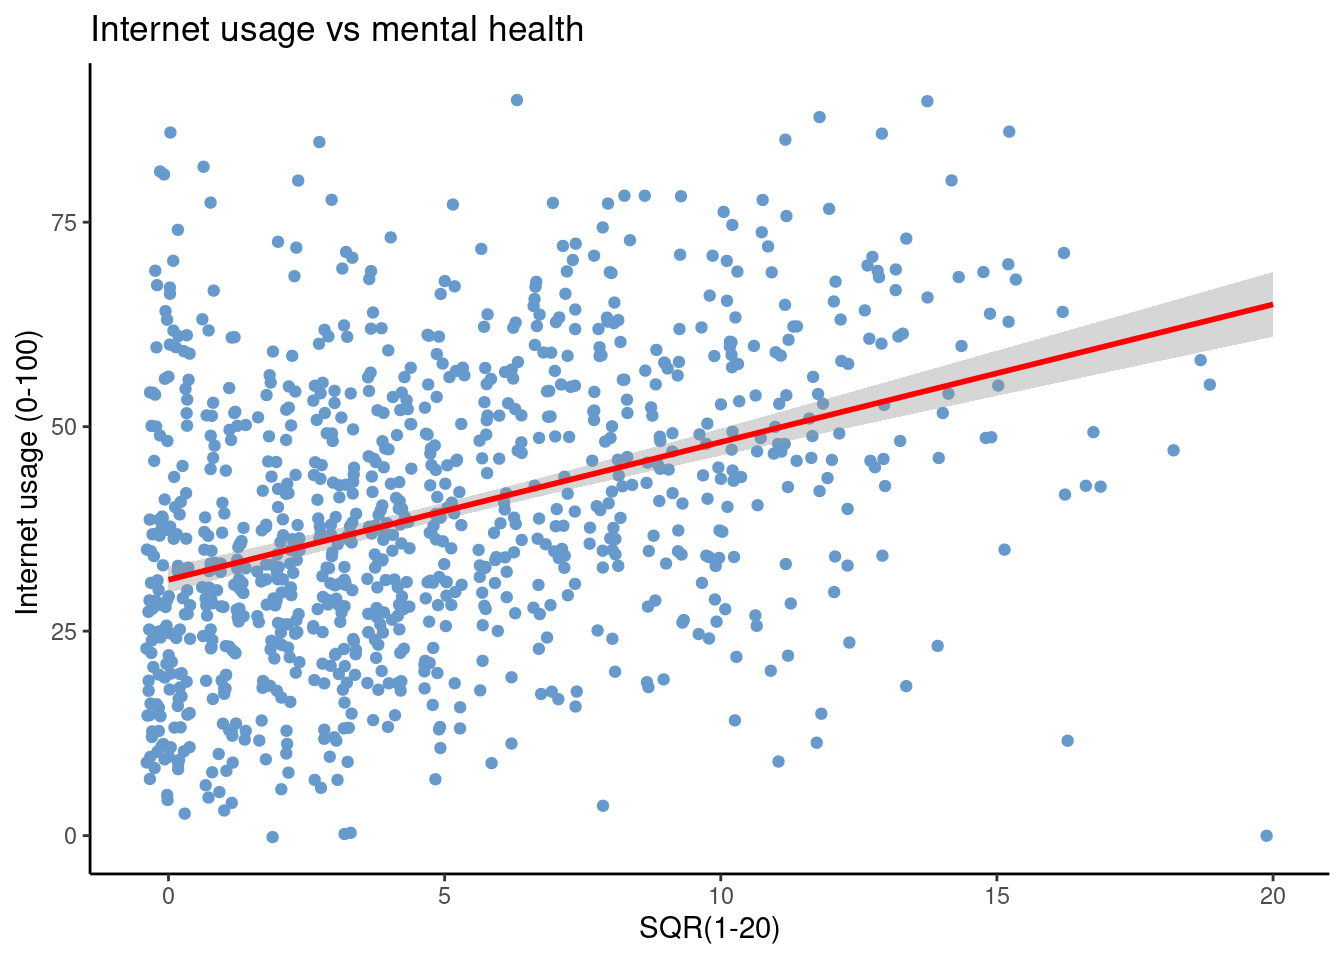 Internet usage vs mental health
Internet usage (0-100)
75
50
25
0
0 5 10 15 20
SQR(1-20)